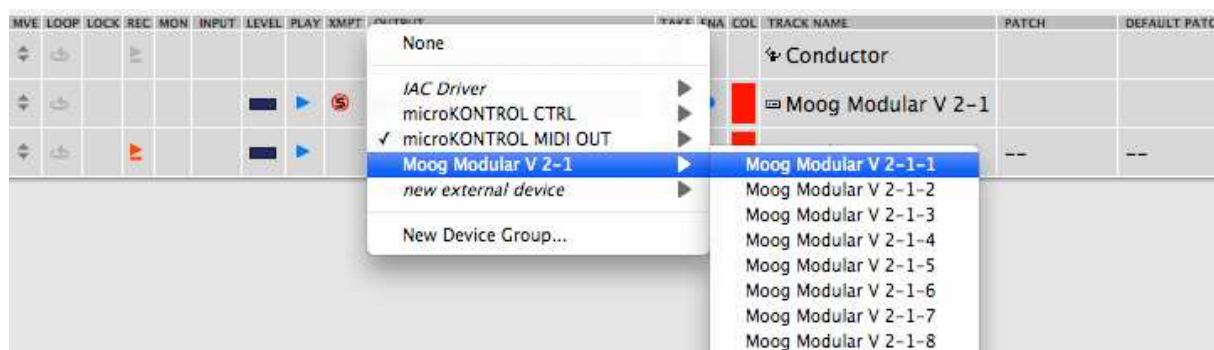 MVE LOOP LOCK REC MON INPUT LEVEL PLAY XMPT OUTPUT TAKE ENA COL TRACK NAME PATCH DEFAULT PATC
None
Conductor
IAC Driver
microKONTROL CTRL
Moog Modular V 2-1
✓ microKONTROL MIDI OUT
Moog Modular V 2-1
Moog Modular V 2-1-1
-- --
new external device
Moog Modular V 2-1-2
Moog Modular V 2-1-3
New Device Group...
Moog Modular V 2-1-4
Moog Modular V 2-1-5
Moog Modular V 2-1-6
Moog Modular V 2-1-7
Moog Modular V 2-1-8